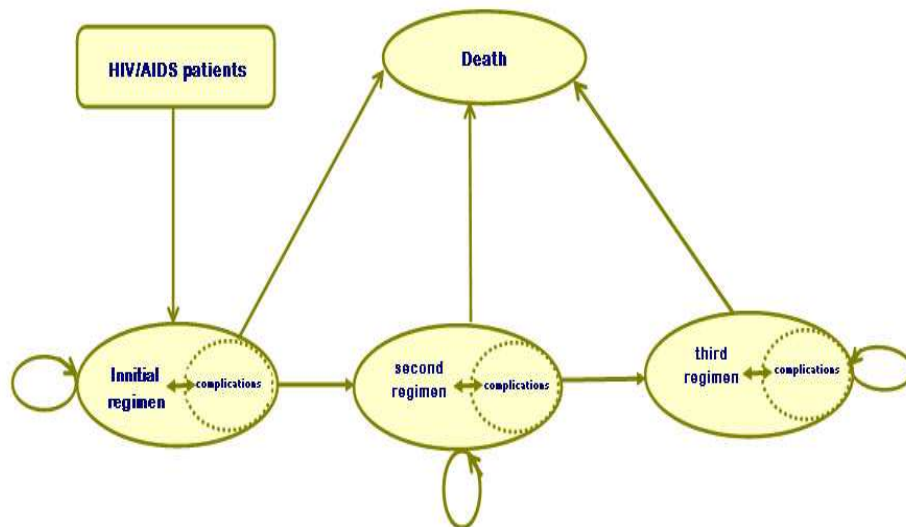 HIV/AIDS patients
Death
Innitial
regimen
complications
second
regimen
complications
third
regimen
complications